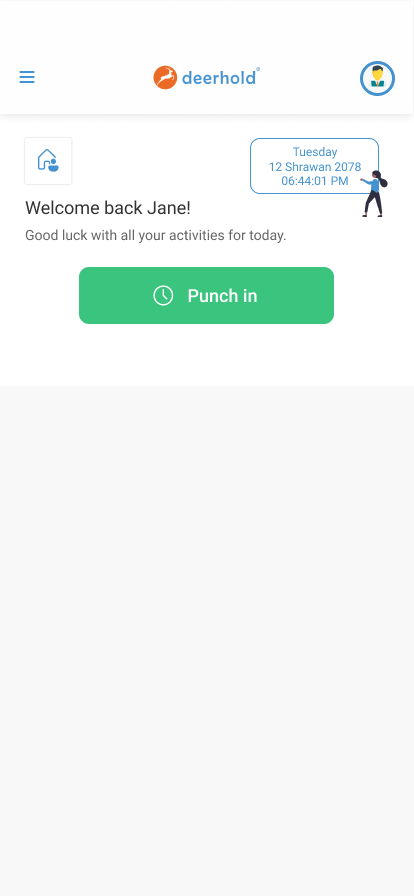 deerhold®
Tuesday
12 Shrawan 2078
06:44:01 PM
Welcome back Jane!
Good luck with all your activities for today.
Punch in